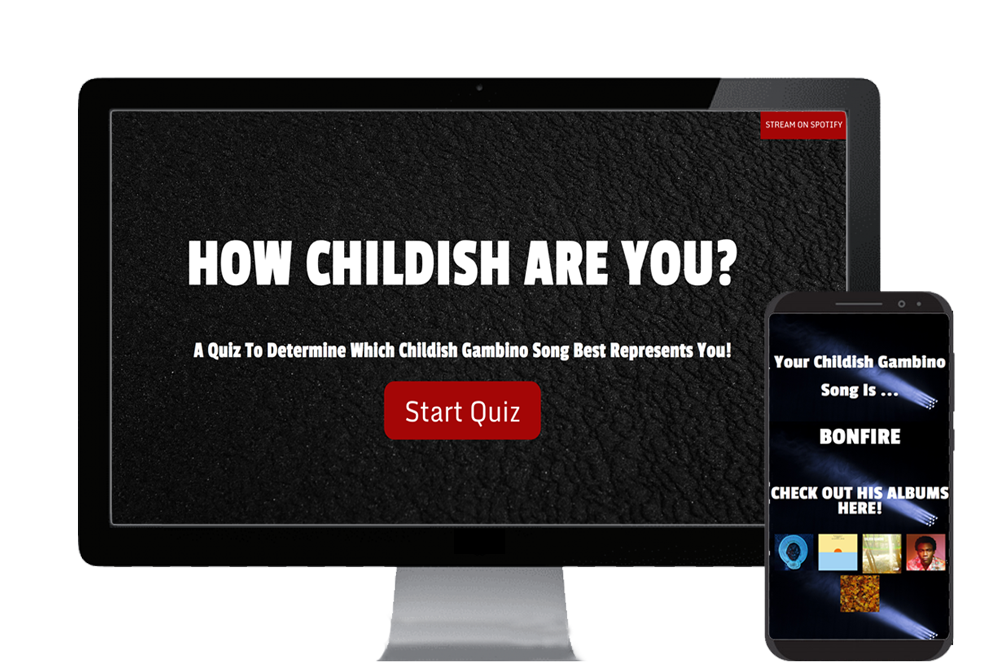 STREAM ON SPOTIFY
HOW CHILDISH ARE YOU?
A Quiz To Determine Which Childish Gambino Song Best Represents You!
Start Quiz
Your Childish Gambino
Song Is ...
BONFIRE
CHECK OUT HIS ALBUMS
HERE!